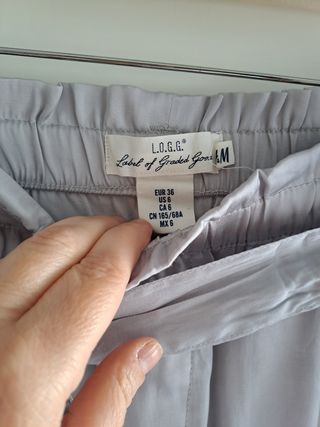 L.O.G.G.®
Label of Graded Goods
&M
EUR 36
US 6
CA 6
CN 165/68A
MX 6